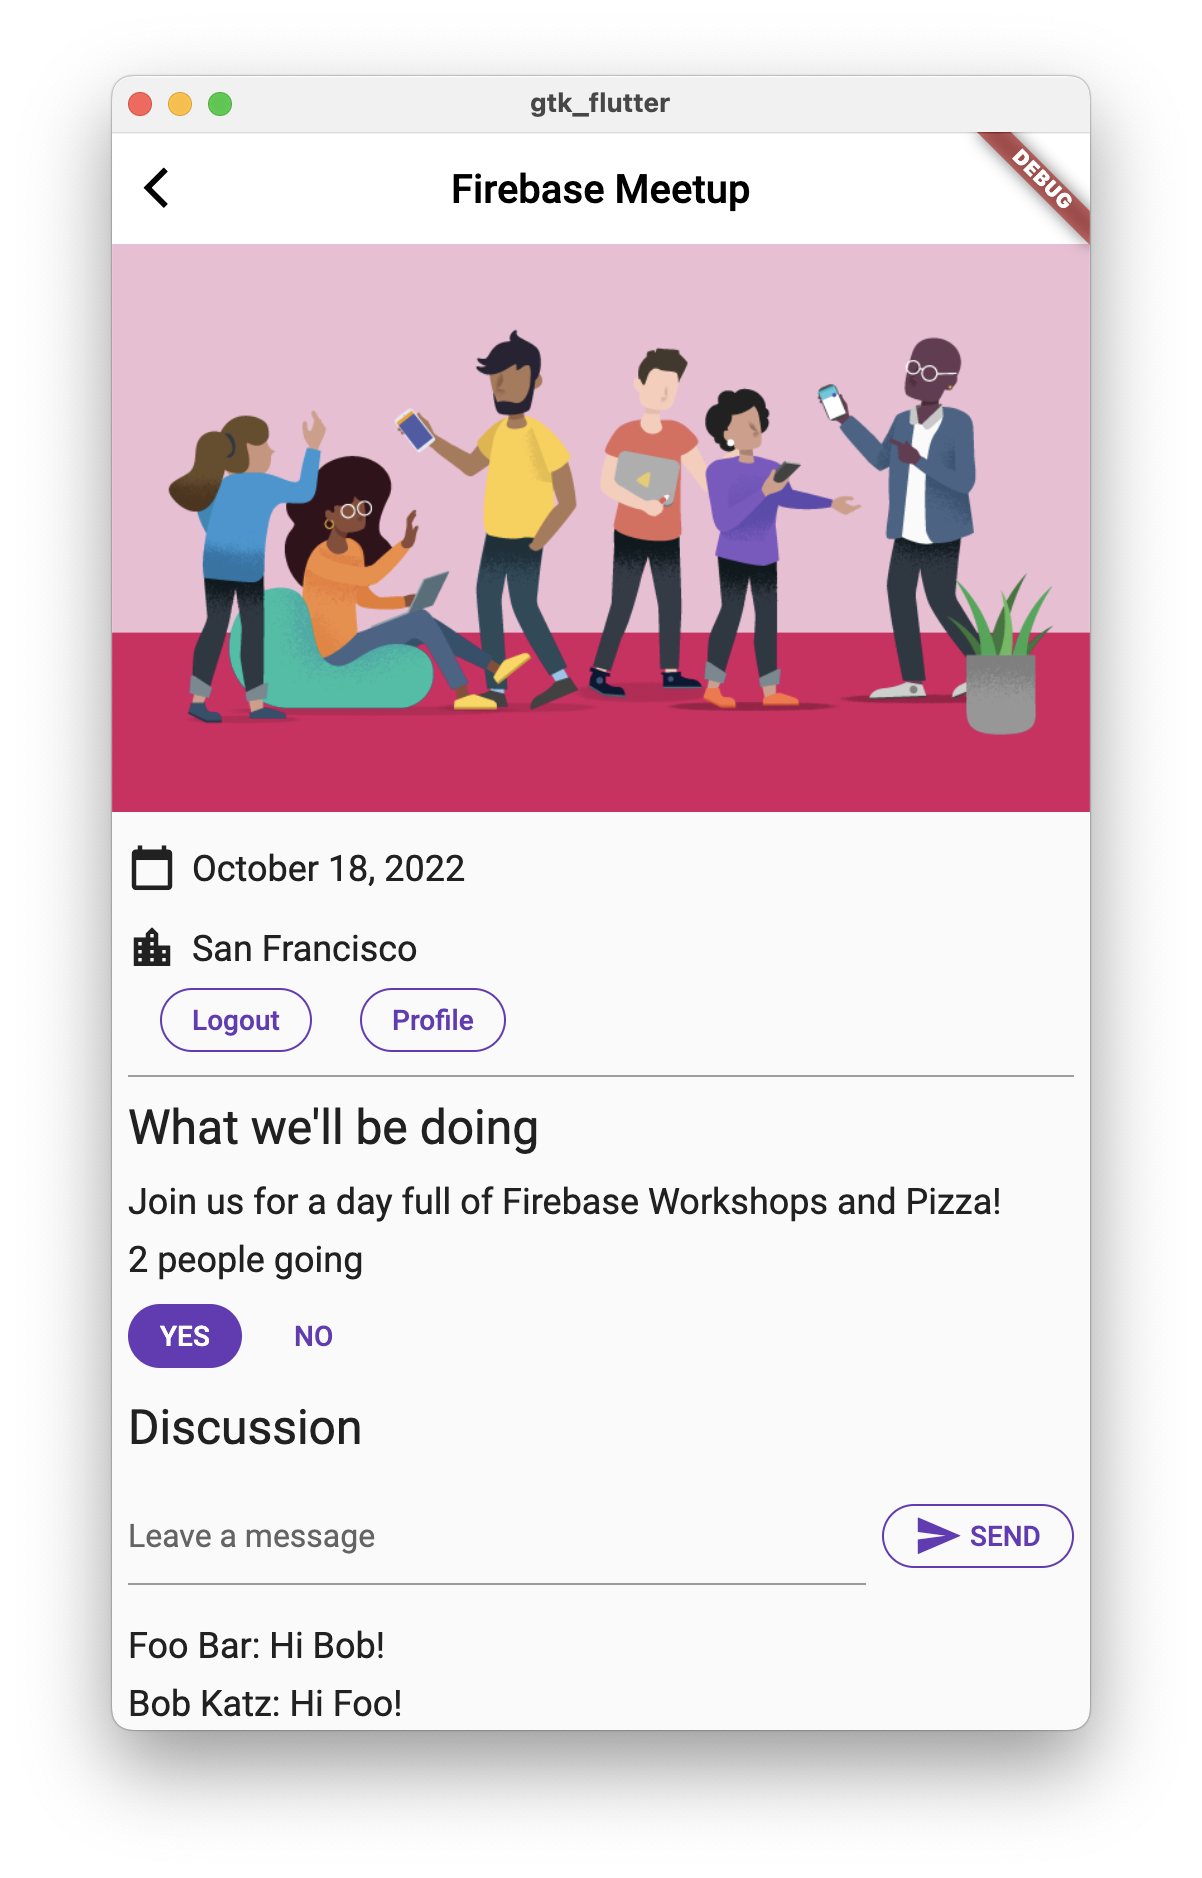 gtk_flutter
Firebase Meetup
DEBUG
October 18, 2022
San Francisco
Logout Profile
What we'll be doing
Join us for a day full of Firebase Workshops and Pizza!
2 people going
YES NO
Discussion
Leave a message SEND
Foo Bar: Hi Bob!
Bob Katz: Hi Foo!